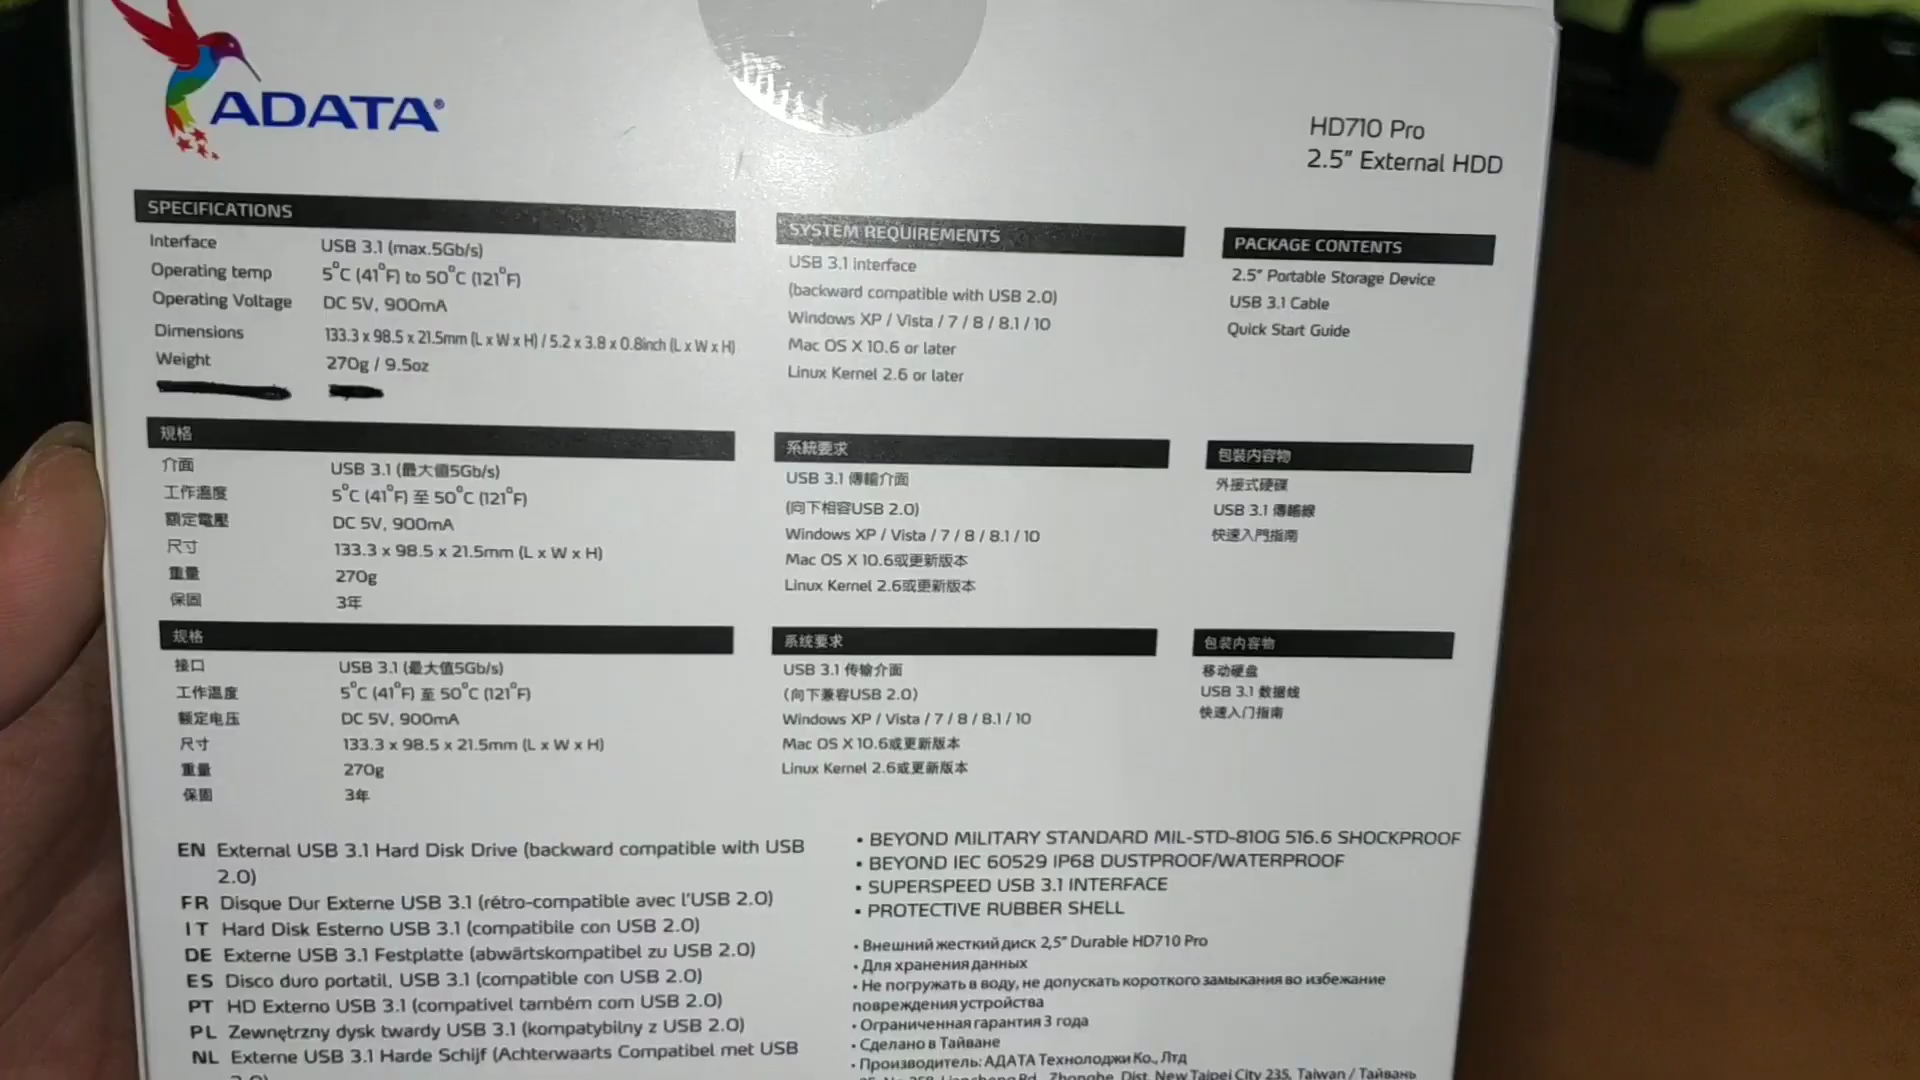 ADATA®
HD710 Pro
2.5" External HDD
SPECIFICATIONS
Interface USB 3.1 (max.5Gb/s)
Operating temp 5°C (41°F) to 50°C (121°F)
Operating Voltage DC 5V, 900mA
Dimensions 133.3 x 98.5 x 21.5mm (L x W x H) / 5.2 x 3.8 x 0.8inch (L x W x H)
Weight 270g / 9.5oz
SYSTEM REQUIREMENTS
USB 3.1 interface
(backward compatible with USB 2.0)
Windows XP / Vista / 7 / 8 / 8.1 / 10
Mac OS X 10.6 or later
Linux Kernel 2.6 or later
PACKAGE CONTENTS
2.5" Portable Storage Device
USB 3.1 Cable
Quick Start Guide
規格
介面 USB 3.1 (最大值5Gb/s)
工作溫度 5°C (41°F) 至 50°C (121°F)
額定電壓 DC 5V, 900mA
尺寸 133.3 x 98.5 x 21.5mm (L x W x H)
重量 270g
保固 3年
系統要求
USB 3.1 傳輸介面
(向下相容USB 2.0)
Windows XP / Vista / 7 / 8 / 8.1 / 10
Mac OS X 10.6或更新版本
Linux Kernel 2.6或更新版本
包裝内容物
外接式硬碟
USB 3.1 傳輸線
快速入門指南
規格
接口 USB 3.1 (最大值5Gb/s)
工作温度 5°C (41°F) 至 50°C (121°F)
额定电压 DC 5V, 900mA
尺寸 133.3 x 98.5 x 21.5mm (L x W x H)
重量 270g
保固 3年
系统要求
USB 3.1 传输介面
(向下兼容USB 2.0)
Windows XP / Vista / 7 / 8 / 8.1 / 10
Mac OS X 10.6或更新版本
Linux Kernel 2.6或更新版本
包装内容物
移动硬盘
USB 3.1 数据线
快速入门指南
EN External USB 3.1 Hard Disk Drive (backward compatible with USB
2.0)
FR Disque Dur Externe USB 3.1 (rétro-compatible avec l'USB 2.0)
IT Hard Disk Esterno USB 3.1 (compatibile con USB 2.0)
DE Externe USB 3.1 Festplatte (abwärtskompatibel zu USB 2.0)
ES Disco duro portatil, USB 3.1 (compatible con USB 2.0)
PT HD Externo USB 3.1 (compativel também com USB 2.0)
PL Zewnętrzny dysk twardy USB 3.1 (kompatybilny z USB 2.0)
NL Externe USB 3.1 Harde Schijf (Achterwaarts Compatibel met USB
2.0)
• BEYOND MILITARY STANDARD MIL-STD-810G 516.6 SHOCKPROOF
• BEYOND IEC 60529 IP68 DUSTPROOF/WATERPROOF
• SUPERSPEED USB 3.1 INTERFACE
• PROTECTIVE RUBBER SHELL
• Внешний жесткий диск 2,5" Durable HD710 Pro
• Для хранения данных
• Не погружать в воду, не допускать короткого замыкания во избежание
повреждения устройства
• Ограниченная гарантия 3 года
• Сделано в Тайване
• Производитель: АДАТА Технолоджи Ко., Лтд
Rd., Zhonghe Dist. New Taipei City 235, Taiwan / Тайвань